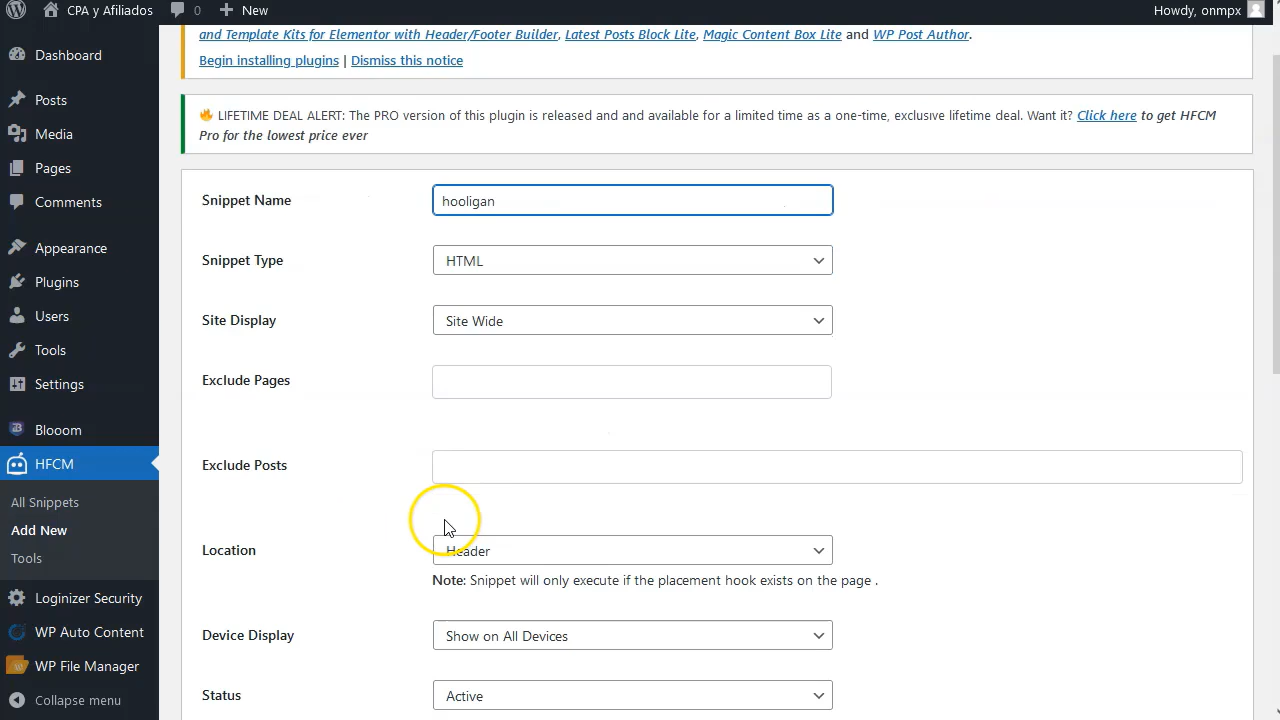 CPA y Afiliados
0
New
Howdy, onmpx
Dashboard
Posts
Media
Pages
Comments
Appearance
Plugins
Users
Tools
Settings
Blooom
HFCM
All Snippets
Add New
Tools
Loginizer Security
WP Auto Content
WP File Manager
Collapse menu
and Template Kits for Elementor with Header/Footer Builder, Latest Posts Block Lite, Magic Content Box Lite and WP Post Author.
Begin installing plugins | Dismiss this notice
LIFETIME DEAL ALERT: The PRO version of this plugin is released and and available for a limited time as a one-time, exclusive lifetime deal. Want it? Click here to get HFCM
Pro for the lowest price ever
Snippet Name
hooligan
Snippet Type
HTML
Site Display
Site Wide
Exclude Pages
Exclude Posts
Location
Header
Note: Snippet will only execute if the placement hook exists on the page .
Device Display
Show on All Devices
Status
Active